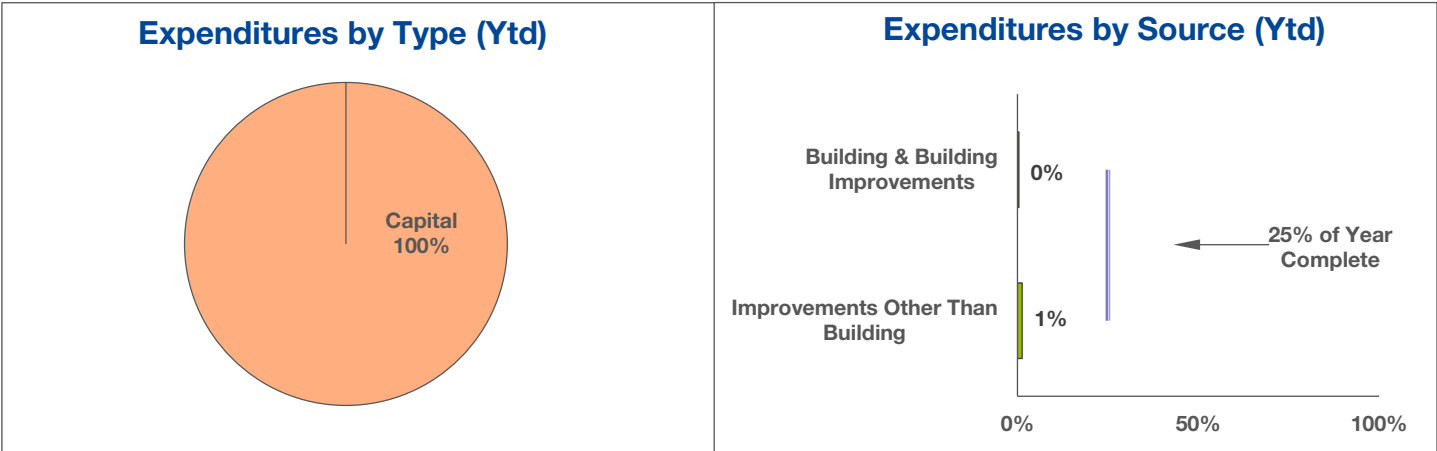 Expenditures by Type (Ytd)
Capital
100%
Expenditures by Source (Ytd)
Building & Building
Improvements
0%
25% of Year
Complete
Improvements Other Than
Building
1%
0%
50%
100%